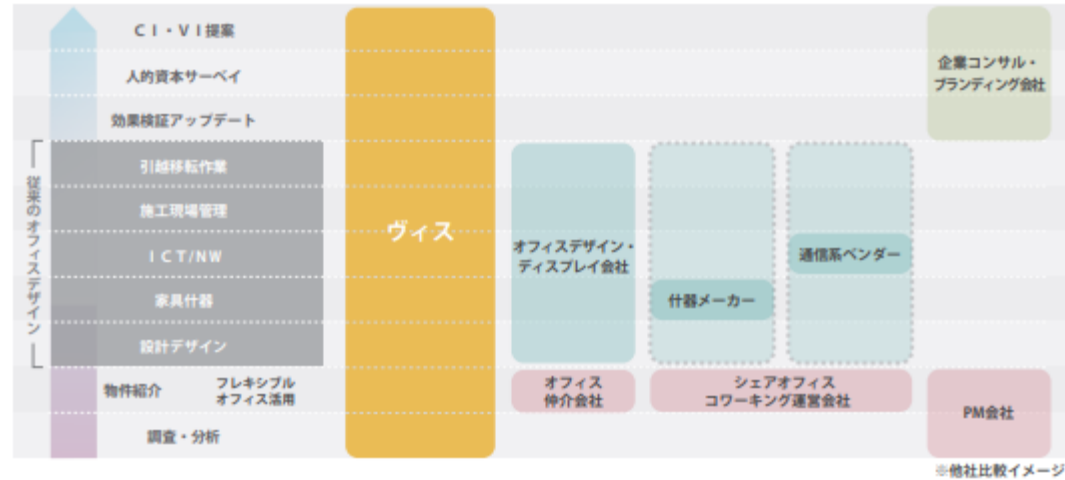 CI・VI提案
人的資本サーベイ
効果検証アップデート
従来のオフィスデザイン
引越移転作業
施工現場管理
ICT/NW
家具什器
設計デザイン
物件紹介
フレキシブル
オフィス活用
調査・分析
ヴィス
オフィスデザイン・
ディスプレイ会社
什器メーカー
通信系ベンダー
企業コンサル・
ブランディング会社
オフィス
仲介会社
シェアオフィス
コワーキング運営会社
PM会社
※他社比較イメージ